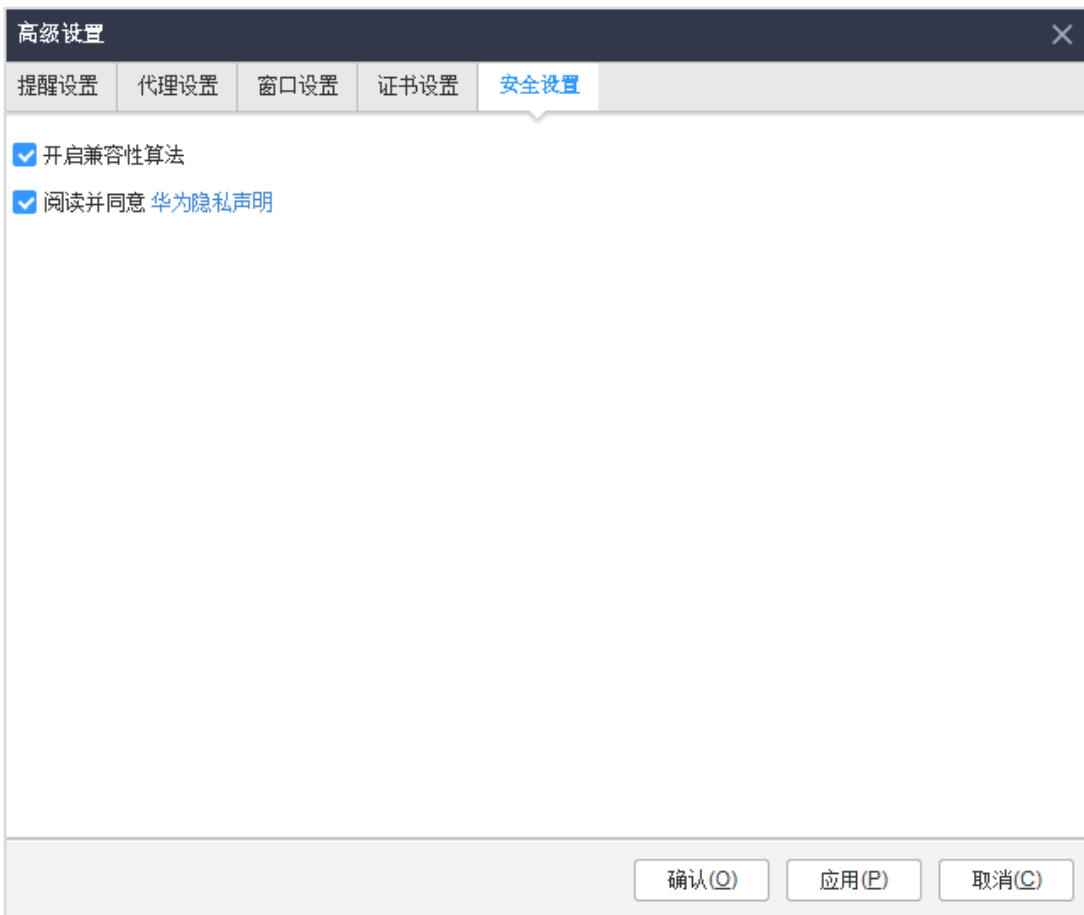 高级设置
提醒设置 代理设置 窗口设置 证书设置 安全设置
开启兼容性算法
阅读并同意 华为隐私声明
确认(O) 应用(P) 取消(C)